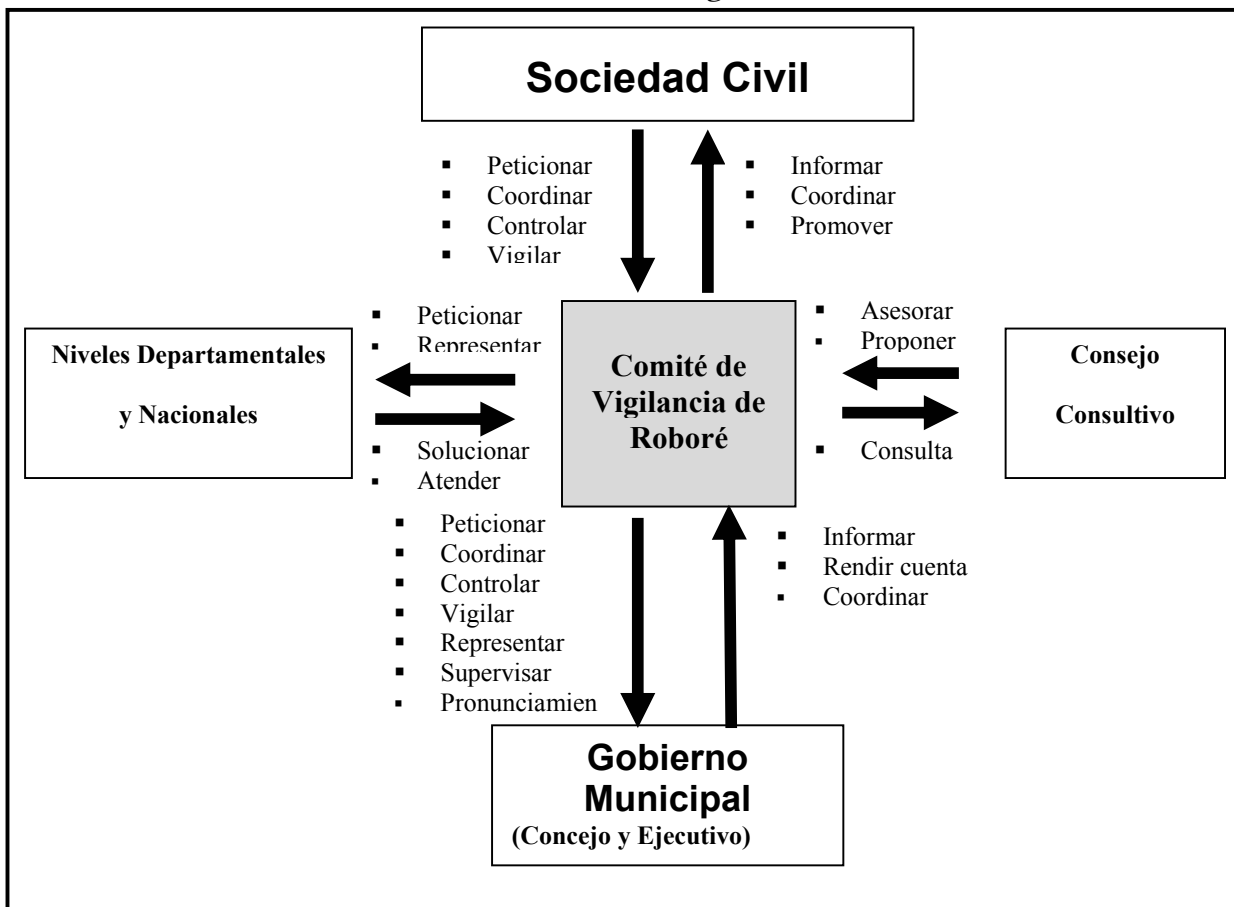 Sociedad Civil
▪ Peticionar
▪ Coordinar
▪ Controlar
▪ Vigilar
▪ Informar
▪ Coordinar
▪ Promover
▪ Peticionar
▪ Representar
Niveles Departamentales
y Nacionales
▪ Solucionar
▪ Atender
Comité de
Vigilancia de
Roboré
▪ Asesorar
▪ Proponer
▪ Consulta
Consejo
Consultivo
▪ Peticionar
▪ Coordinar
▪ Controlar
▪ Vigilar
▪ Representar
▪ Supervisar
▪ Pronunciamien
▪ Informar
▪ Rendir cuenta
▪ Coordinar
Gobierno
Municipal
(Concejo y Ejecutivo)